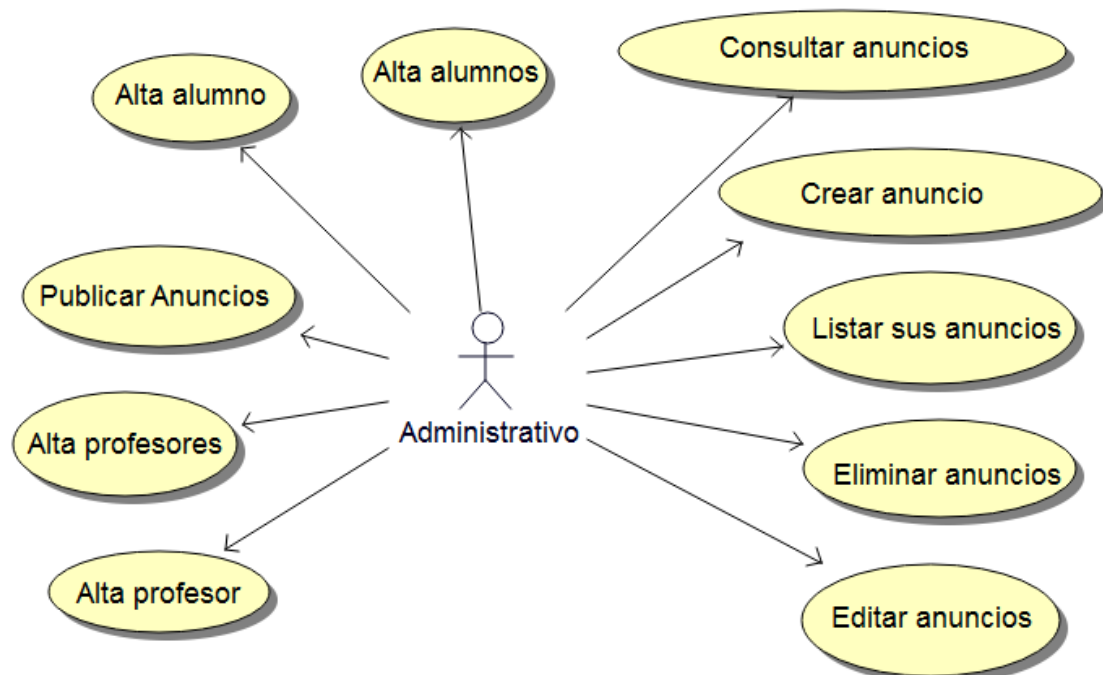 Alta alumno
Alta alumnos
Consultar anuncios
Crear anuncio
Publicar Anuncios
Listar sus anuncios
Administrativo
Alta profesores
Eliminar anuncios
Alta profesor
Editar anuncios